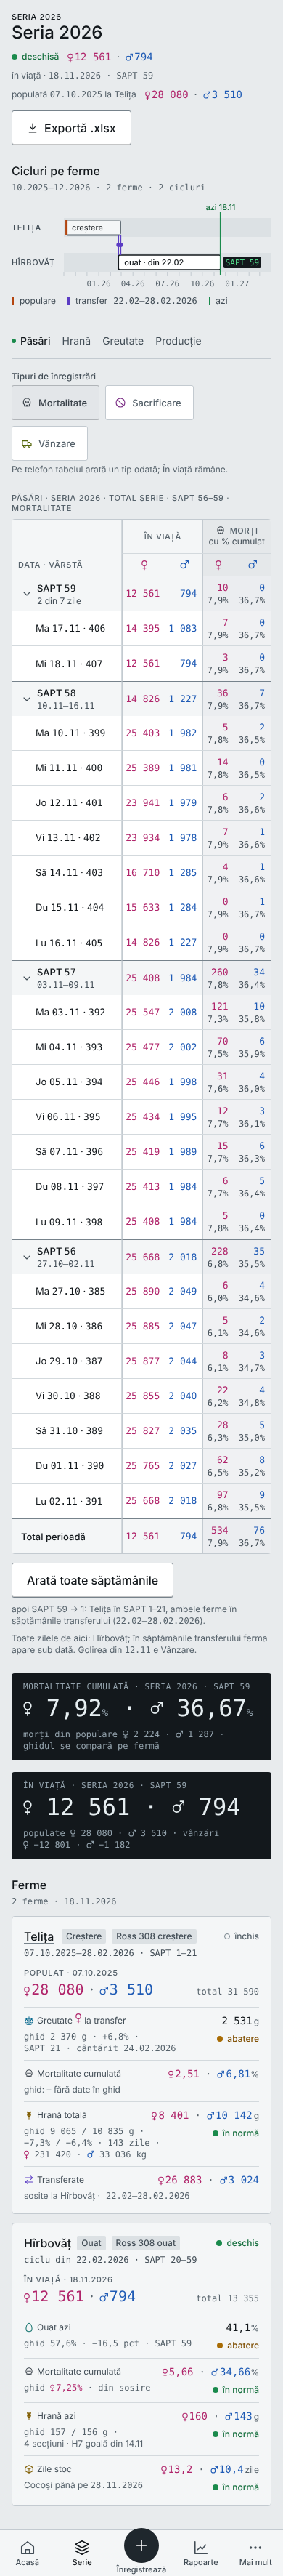 SERIA 2026
Seria 2026
deschisă ♀12 561 · ♂794
în viață · 18.11.2026 · SAPT 59
populată 07.10.2025 la Telița ♀28 080 · ♂3 510
Exportă .xlsx
Cicluri pe ferme
10.2025–12.2026 · 2 ferme · 2 cicluri
azi 18.11
TELIȚA creștere
HÎRBOVĂȚ ouat · din 22.02 SAPT 59
01.26 04.26 07.26 10.26 01.27
populare transfer 22.02–28.02.2026 azi
Păsări Hrană Greutate Producție
Tipuri de înregistrări
Mortalitate Sacrificare
Vânzare
Pe telefon tabelul arată un tip odată; În viață rămâne.
PĂSĂRI · SERIA 2026 · TOTAL SERIE · SAPT 56–59 ·
MORTALITATE
DATA · VÂRSTĂ ÎN VIAȚĂ MORȚI
cu % cumulat
♀ ♂ ♀ ♂
SAPT 59 12 561 794 10 0
2 din 7 zile 7,9% 36,7%
Ma 17.11 · 406 14 395 1 083 7 0
7,9% 36,7%
Mi 18.11 · 407 12 561 794 3 0
7,9% 36,7%
SAPT 58 14 826 1 227 36 7
10.11–16.11 7,9% 36,7%
Ma 10.11 · 399 25 403 1 982 5 2
7,8% 36,5%
Mi 11.11 · 400 25 389 1 981 14 0
7,8% 36,5%
Jo 12.11 · 401 23 941 1 979 6 2
7,8% 36,6%
Vi 13.11 · 402 23 934 1 978 7 1
7,9% 36,6%
Sâ 14.11 · 403 16 710 1 285 4 1
7,9% 36,6%
Du 15.11 · 404 15 633 1 284 0 1
7,9% 36,7%
Lu 16.11 · 405 14 826 1 227 0 0
7,9% 36,7%
SAPT 57 25 408 1 984 260 34
03.11–09.11 7,8% 36,4%
Ma 03.11 · 392 25 547 2 008 121 10
7,3% 35,8%
Mi 04.11 · 393 25 477 2 002 70 6
7,5% 35,9%
Jo 05.11 · 394 25 446 1 998 31 4
7,6% 36,0%
Vi 06.11 · 395 25 434 1 995 12 3
7,7% 36,1%
Sâ 07.11 · 396 25 419 1 989 15 6
7,7% 36,3%
Du 08.11 · 397 25 413 1 984 6 5
7,7% 36,4%
Lu 09.11 · 398 25 408 1 984 5 0
7,8% 36,4%
SAPT 56 25 668 2 018 228 35
27.10–02.11 6,8% 35,5%
Ma 27.10 · 385 25 890 2 049 6 4
6,0% 34,6%
Mi 28.10 · 386 25 885 2 047 5 2
6,1% 34,6%
Jo 29.10 · 387 25 877 2 044 8 3
6,1% 34,7%
Vi 30.10 · 388 25 855 2 040 22 4
6,2% 34,8%
Sâ 31.10 · 389 25 827 2 035 28 5
6,3% 35,0%
Du 01.11 · 390 25 765 2 027 62 8
6,5% 35,2%
Lu 02.11 · 391 25 668 2 018 97 9
6,8% 35,5%
Total perioadă 12 561 794 534 76
7,9% 36,7%
Arată toate săptămânile
apoi SAPT 59 → 1: Telița în SAPT 1–21, ambele ferme în
săptămânile transferului (22.02–28.02.2026).
Toate zilele de aici: Hîrbovăț; în săptămânile transferului ferma
apare sub dată. Golirea din 12.11 e Vânzare.
MORTALITATE CUMULATĂ · SERIA 2026 · SAPT 59
♀ 7,92% · ♂ 36,67%
morți din populare ♀ 2 224 · ♂ 1 287 ·
ghidul se compară pe fermă
ÎN VIAȚĂ · SERIA 2026 · SAPT 59
♀ 12 561 · ♂ 794
populate ♀ 28 080 · ♂ 3 510 · vânzări
♀ −12 801 · ♂ −1 182
Ferme
2 ferme · 18.11.2026
Telița Creștere Ross 308 creștere închis
07.10.2025–28.02.2026 · SAPT 1–21
POPULAT · 07.10.2025
♀28 080 · ♂3 510 total 31 590
Greutate ♀ la transfer 2 531 g
ghid 2 370 g · +6,8% · abatere
SAPT 21 · cântărit 24.02.2026
Mortalitate cumulată ♀2,51 · ♂6,81%
ghid: – fără date în ghid
Hrană totală ♀8 401 · ♂10 142 g
ghid 9 065 / 10 835 g · în normă
−7,3% / −6,4% · 143 zile ·
♀ 231 420 · ♂ 33 036 kg
Transferate ♀26 883 · ♂3 024
sosite la Hîrbovăț · 22.02–28.02.2026
Hîrbovăț Ouat Ross 308 ouat deschis
ciclu din 22.02.2026 · SAPT 20–59
ÎN VIAȚĂ · 18.11.2026
♀12 561 · ♂794 total 13 355
Ouat azi 41,1%
ghid 57,6% · −16,5 pct · SAPT 59 abatere
Mortalitate cumulată ♀5,66 · ♂34,66%
ghid ♀7,25% · din sosire în normă
Hrană azi ♀160 · ♂143 g
ghid 157 / 156 g · în normă
4 secțiuni · H7 goală din 14.11
Zile stoc ♀13,2 · ♂10,4 zile
Cocoși până pe 28.11.2026 în normă
Acasă Serie Înregistrează Rapoarte Mai mult